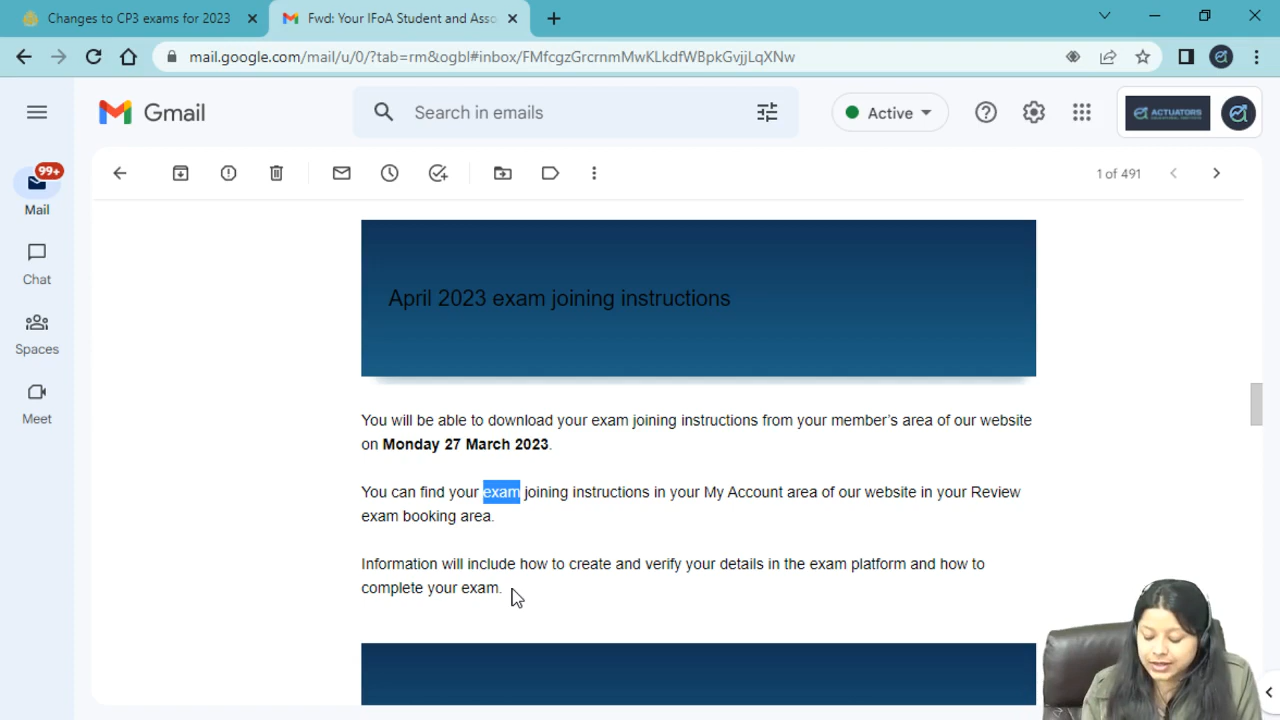 Changes to CP3 exams for 2023
Fwd: Your IFoA Student and Asso
mail.google.com/mail/u/0/?tab=rm&ogbl#inbox/FMfcgzGrcrnmMwKLkdfWBpkGvjjLqXNw
Gmail
Search in emails
Active
ACTUATORS
99+
Mail
1 of 491
Chat
Spaces
Meet
April 2023 exam joining instructions
You will be able to download your exam joining instructions from your member’s area of our website
on Monday 27 March 2023.
You can find your exam joining instructions in your My Account area of our website in your Review
exam booking area.
Information will include how to create and verify your details in the exam platform and how to
complete your exam.